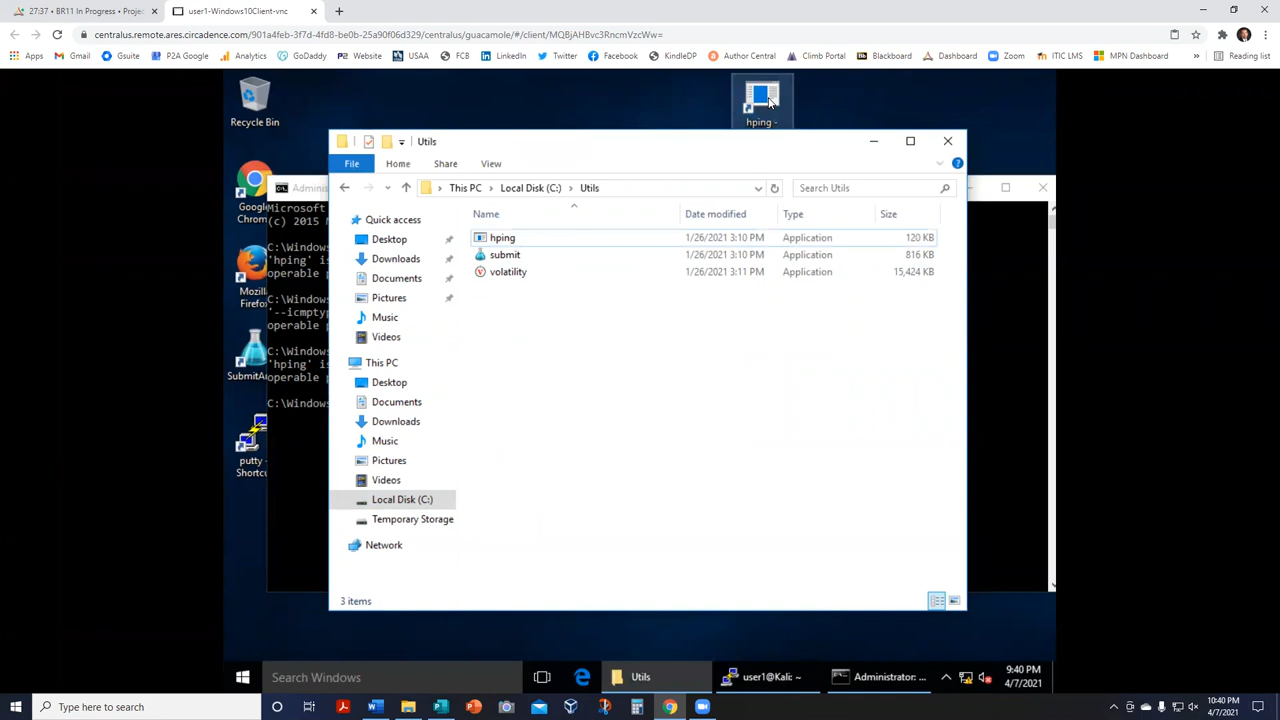 27:37 • BR11 In Progress • Proje
user1-Windows10Client-vnc
centralus.remote.ares.circadence.com/901a4feb-3f7d-4fd8-be0b-25a90f06d329/centralus/guacamole/#/client/MQBjAHBvc3RncmVzcWw=
Apps
Gmail
Gsuite
P2A Google
Analytics
GoDaddy
Website
USAA
FCB
LinkedIn
Twitter
Facebook
KindleDP
Author Central
Climb Portal
Blackboard
Dashboard
Zoom
ITIC LMS
MPN Dashboard
»
Reading list
Recycle Bin
hping -
Utils
File
Home
Share
View
This PC > Local Disk (C:) > Utils
Search Utils
Name
Date modified
Type
Size
hping
1/26/2021 3:10 PM
Application
120 KB
submit
1/26/2021 3:10 PM
Application
816 KB
volatility
1/26/2021 3:11 PM
Application
15,424 KB
Quick access
Desktop
Downloads
Documents
Pictures
Music
Videos
This PC
Desktop
Documents
Downloads
Music
Pictures
Videos
Local Disk (C:)
Temporary Storage
Network
3 items
Google
Chrom
Mozil
Firefo
SubmitA
putty -
Shortcu
Adminis
Microsof
(c) 2015 M
C:\Window
'hping' is
operable p
C:\Windows
'--icmptyp
operable p
C:\Windows
'hping' is
operable p
C:\Windows
Search Windows
Utils
user1@Kali: ~
Administrator: ...
9:40 PM
4/7/2021
Type here to search
10:40 PM
4/7/2021